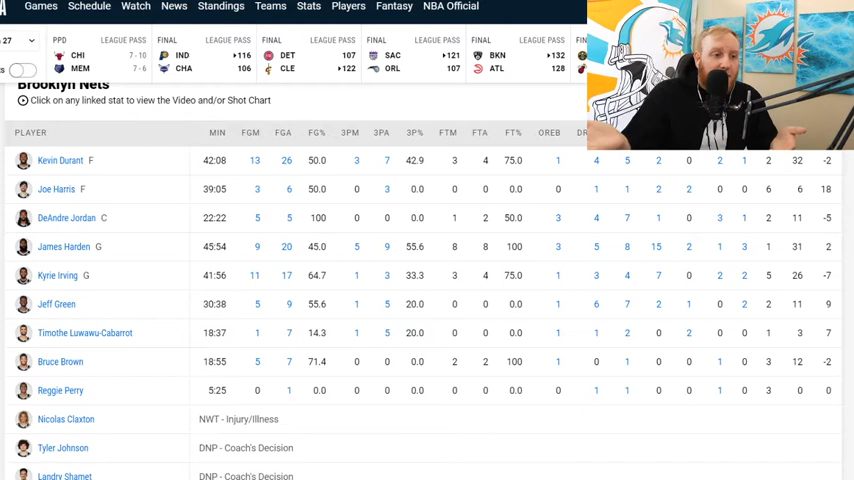 Games Schedule Watch News Standings Teams Stats Players Fantasy NBA Official
27 PPD LEAGUE PASS FINAL LEAGUE PASS FINAL LEAGUE PASS FINAL LEAGUE PASS FINAL LEAGUE PASS FINAL
CHI 7 - 10 IND 116 DET 107 SAC 121 BKN 132
MEM 7 - 6 CHA 106 CLE 122 ORL 107 ATL 128
Brooklyn Nets
Click on any linked stat to view the Video and/or Shot Chart
PLAYER MIN FGM FGA FG% 3PM 3PA 3P% FTM FTA FT% OREB
Kevin Durant F 42:08 13 26 50.0 3 7 42.9 3 4 75.0 1 4 5 2 0 2 1 2 32 -2
Joe Harris F 39:05 3 6 50.0 0 3 0.0 0 0 0.0 0 1 1 2 2 0 0 6 6 18
DeAndre Jordan C 22:22 5 5 100 0 0 0.0 1 2 50.0 3 4 7 1 0 3 1 2 11 -5
James Harden G 45:54 9 20 45.0 5 9 55.6 8 8 100 3 5 8 15 2 1 3 1 31 2
Kyrie Irving G 41:56 11 17 64.7 1 3 33.3 3 4 75.0 1 3 4 7 0 2 2 5 26 -7
Jeff Green 30:38 5 9 55.6 1 5 20.0 0 0 0.0 1 6 7 2 1 0 2 2 11 9
Timothe Luwawu-Cabarrot 18:37 1 7 14.3 1 5 20.0 0 0 0.0 1 1 2 0 2 0 0 1 3 7
Bruce Brown 18:55 5 7 71.4 0 0 0.0 2 2 100 1 0 1 0 0 1 0 3 12 -2
Reggie Perry 5:25 0 1 0.0 0 0 0.0 0 0 0.0 0 1 1 0 0 1 0 3 0 0
Nicolas Claxton NWT - Injury/Illness
Tyler Johnson DNP - Coach's Decision
Landry Shamet DNP - Coach's Decision